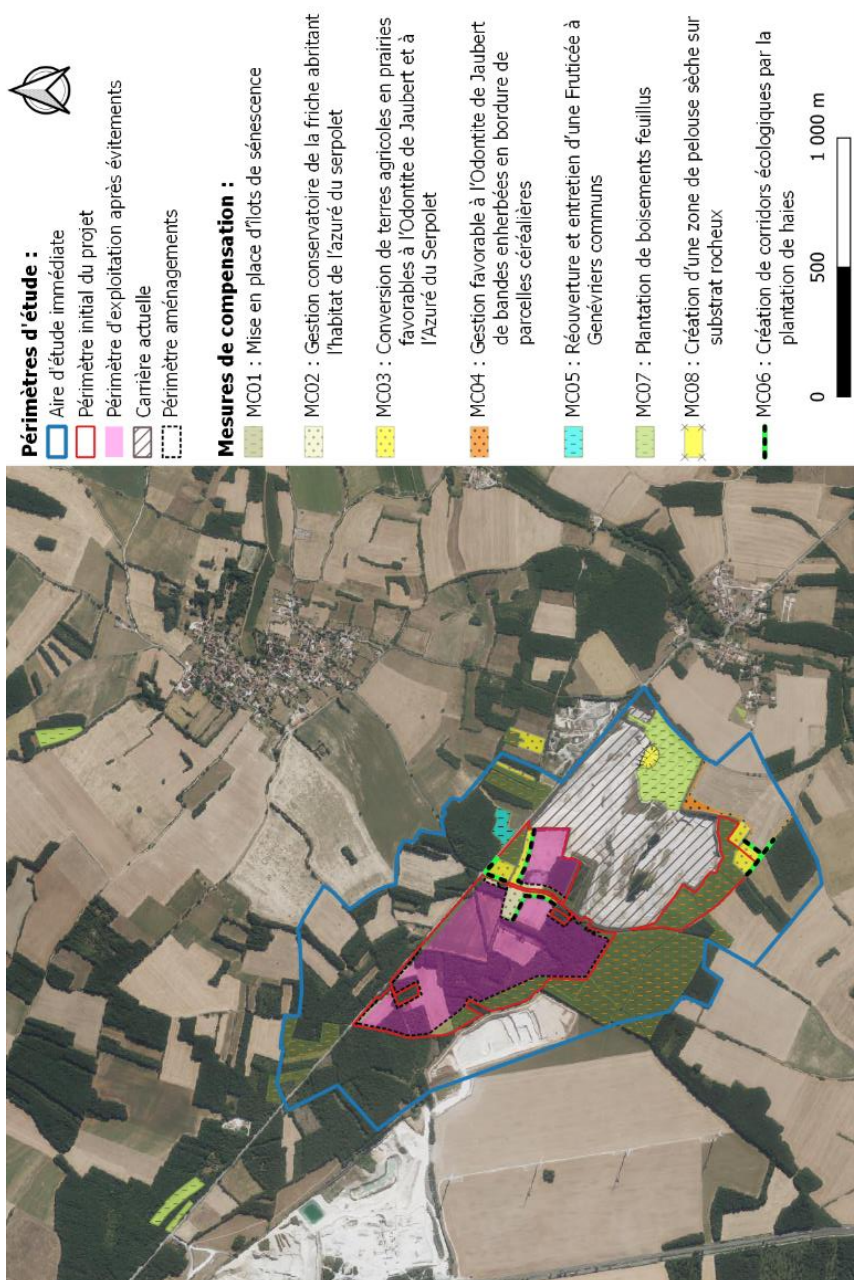 Périmètres d'étude :
Aire d'étude immédiate
Périmètre initial du projet
Périmètre d'exploitation après évitements
Carrière actuelle
Périmètre aménagements
Mesures de compensation :
MC01 : Mise en place d'îlots de sénescence
MC02 : Gestion conservatoire de la friche abritant
l'habitat de l'azuré du serpolet
MC03 : Conversion de terres agricoles en prairies
favorables à l'Odontite de Jaubert et à
l'Azuré du Serpolet
MC04 : Gestion favorable à l'Odontite de Jaubert
de bandes enherbées en bordure de
parcelles céréalières
MC05 : Réouverture et entretien d'une Fruticée à
Genévriers communs
MC07 : Plantation de boisements feuillus
MC08 : Création d'une zone de pelouse sèche sur
substrat rocheux
MC06 : Création de corridors écologiques par la
plantation de haies
0 500 1 000 m